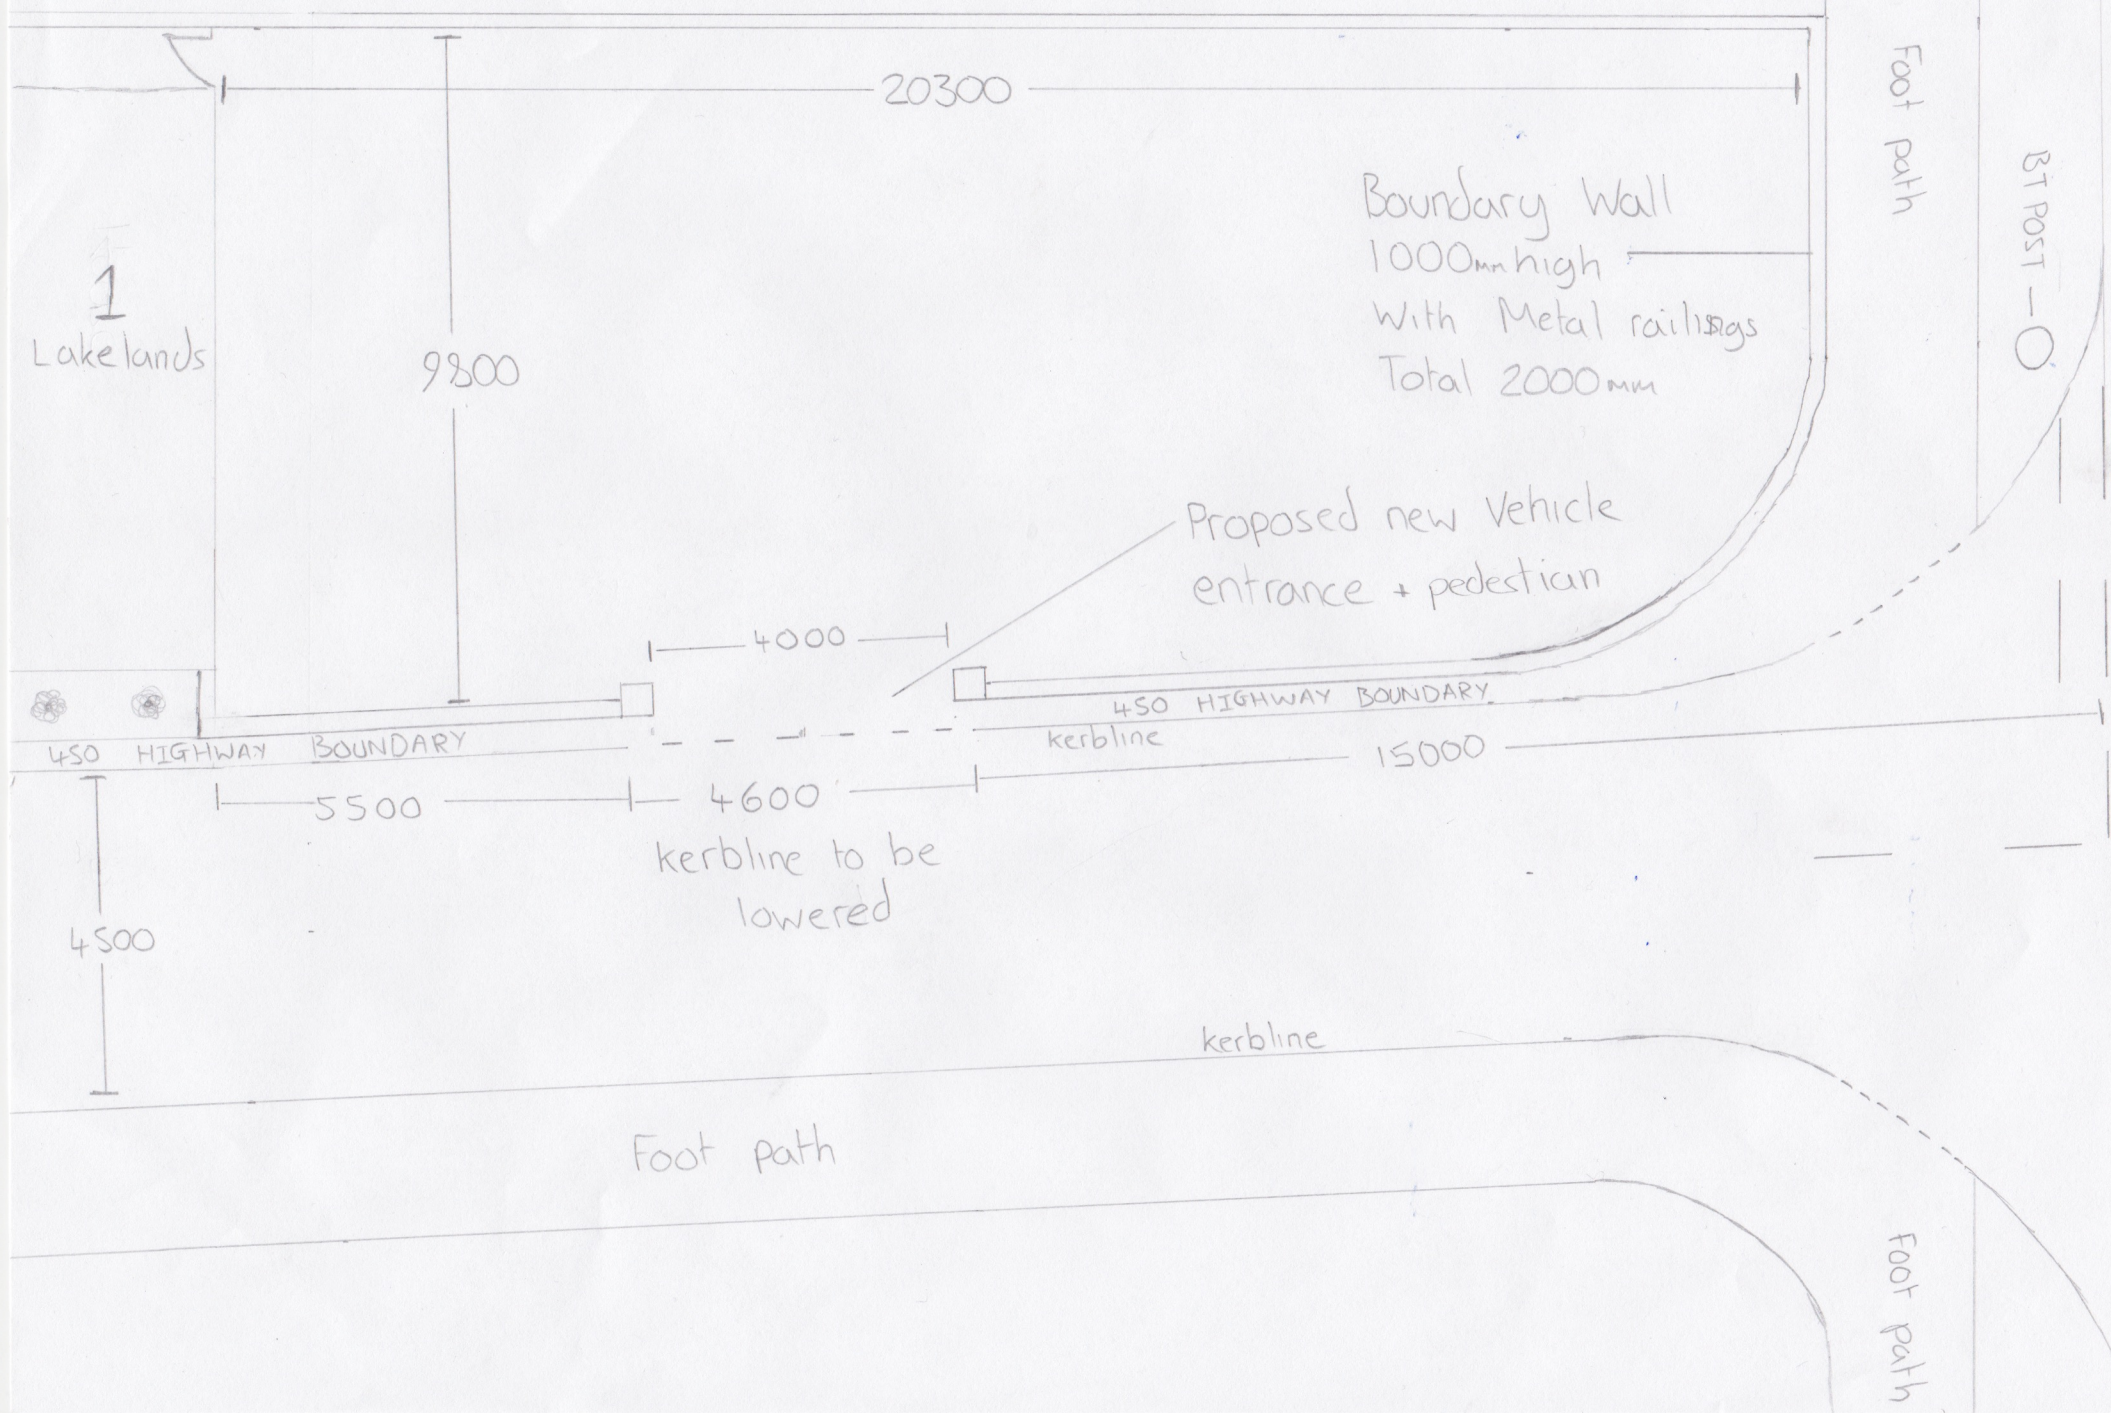 20300
Foot path
BT POST
Boundary Wall
1000mm high
With Metal railings
Total 2000mm
1
Lakelands
9800
Proposed new Vehicle
entrance + pedestian
4000
450 HIGHWAY BOUNDARY
kerbline
450 HIGHWAY BOUNDARY
15000
5500
4600
kerbline to be
lowered
4500
kerbline
Foot path
Foot path